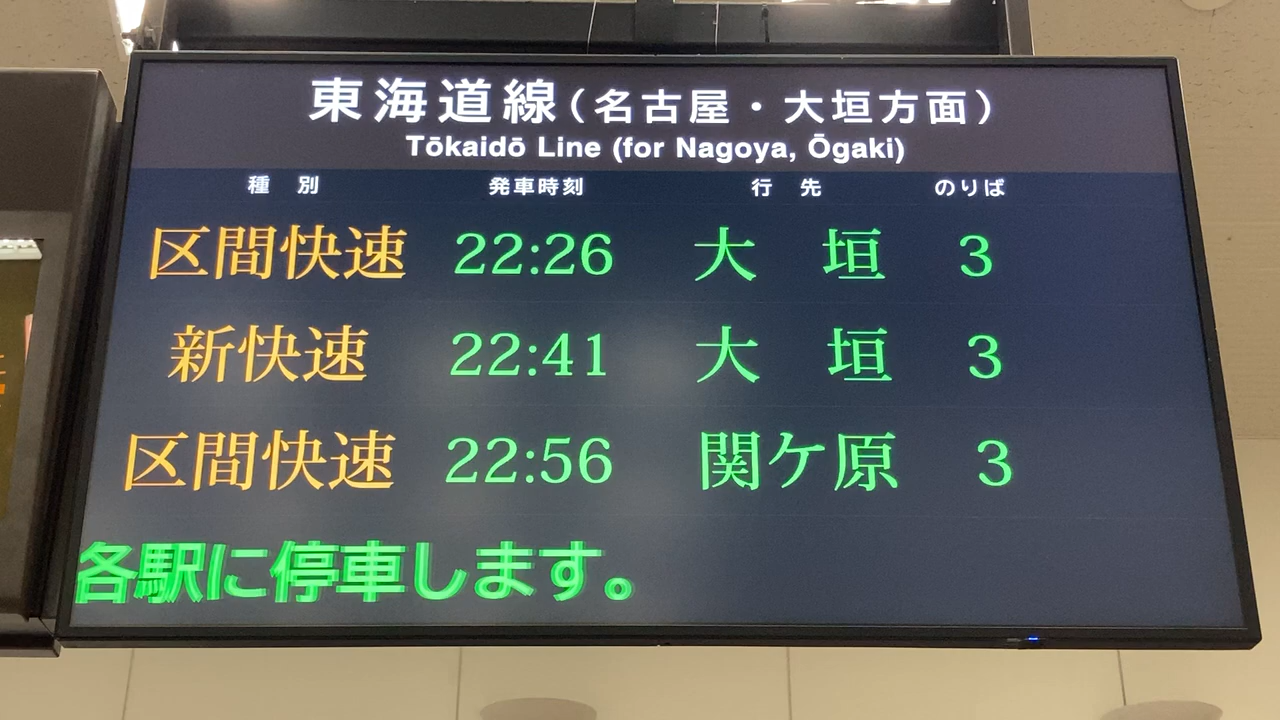 東海道線（名古屋・大垣方面）
Tōkaidō Line (for Nagoya, Ōgaki)
種別 発車時刻 行先 のりば
区間快速 22:26 大垣 3
新快速 22:41 大垣 3
区間快速 22:56 関ケ原 3
各駅に停車します。